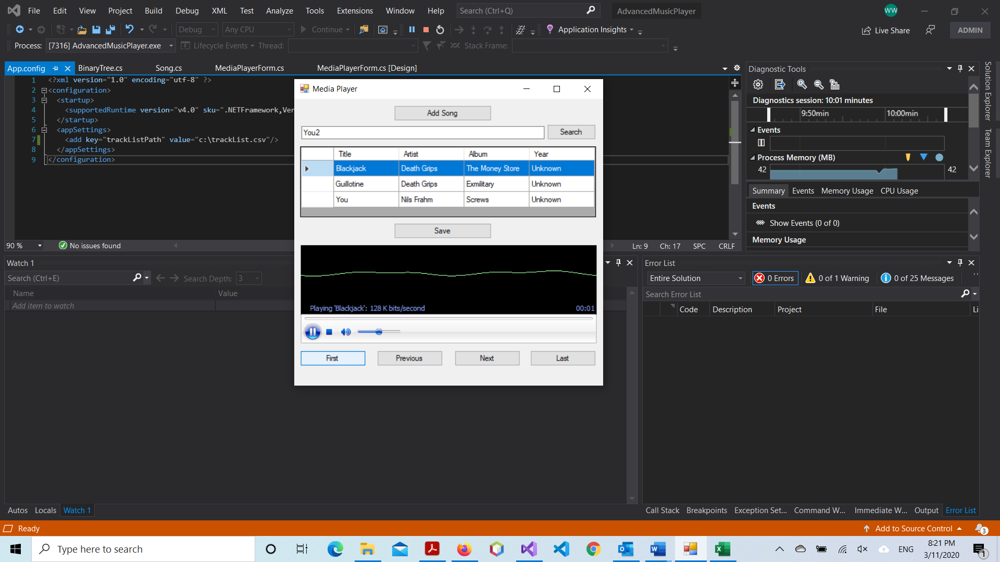 File Edit View Project Build Debug XML Test Analyze Tools Extensions Window Help Search (Ctrl+Q) AdvancedMusicPlayer WW
Debug Any CPU Continue Application Insights Live Share ADMIN
Process: [7316] AdvancedMusicPlayer.exe Lifecycle Events Thread: Stack Frame:
App.config BinaryTree.cs Song.cs MediaPlayerForm.cs MediaPlayerForm.cs [Design]
1 <?xml version="1.0" encoding="utf-8" ?>
2 <configuration>
3 <startup>
4 <supportedRuntime version="v4.0" sku=".NETFramework,Ver
5 </startup>
6 <appSettings>
7 <add key="trackListPath" value="c:\trackList.csv"/>
8 </appSettings>
9 </configuration>
90 % No issues found Ln: 9 Ch: 17 SPC CRLF
Media Player
Add Song
You2 Search
Title Artist Album Year
Blackjack Death Grips The Money Store Unknown
Guillotine Death Grips Exmilitary Unknown
You Nils Frahm Screws Unknown
Save
Playing 'Blackjack': 128 K bits/second 00:01
First Previous Next Last
Diagnostic Tools
Diagnostics session: 10:01 minutes
9:50min 10:00min
Events
Process Memory (MB)
42 42
Summary Events Memory Usage CPU Usage
Events
Show Events (0 of 0)
Memory Usage
Solution Explorer
Team Explorer
Watch 1
Search (Ctrl+E) Search Depth: 3
Name Value
Add item to watch
Autos Locals Watch 1
Error List
Entire Solution 0 Errors 0 of 1 Warning 0 of 25 Messages
Search Error List
Code Description Project File Li
Call Stack Breakpoints Exception Set... Command W... Immediate W... Output Error List
Ready Add to Source Control 3
Type here to search ENG 8:21 PM
3/11/2020 1